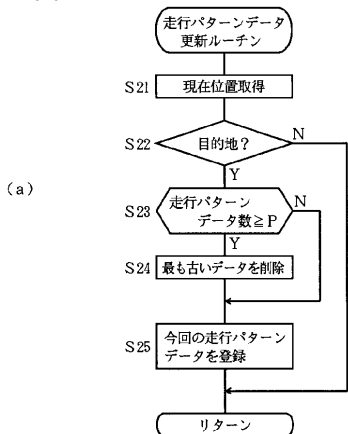 走行パターンデータ
更新ルーチン
S21
現在位置取得
S22
目的地?
N
Y
(a)
S23
走行パターン
データ数≧P
N
Y
S24
最も古いデータを削除
S25
今回の走行パターン
データを登録
リターン